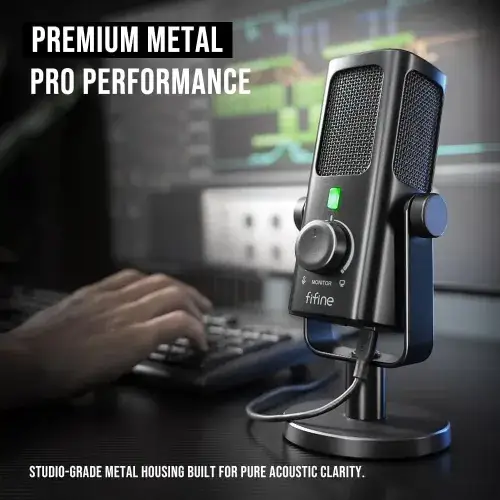 PREMIUM METAL
PRO PERFORMANCE
MONITOR
fifine
STUDIO-GRADE METAL HOUSING BUILT FOR PURE ACOUSTIC CLARITY.